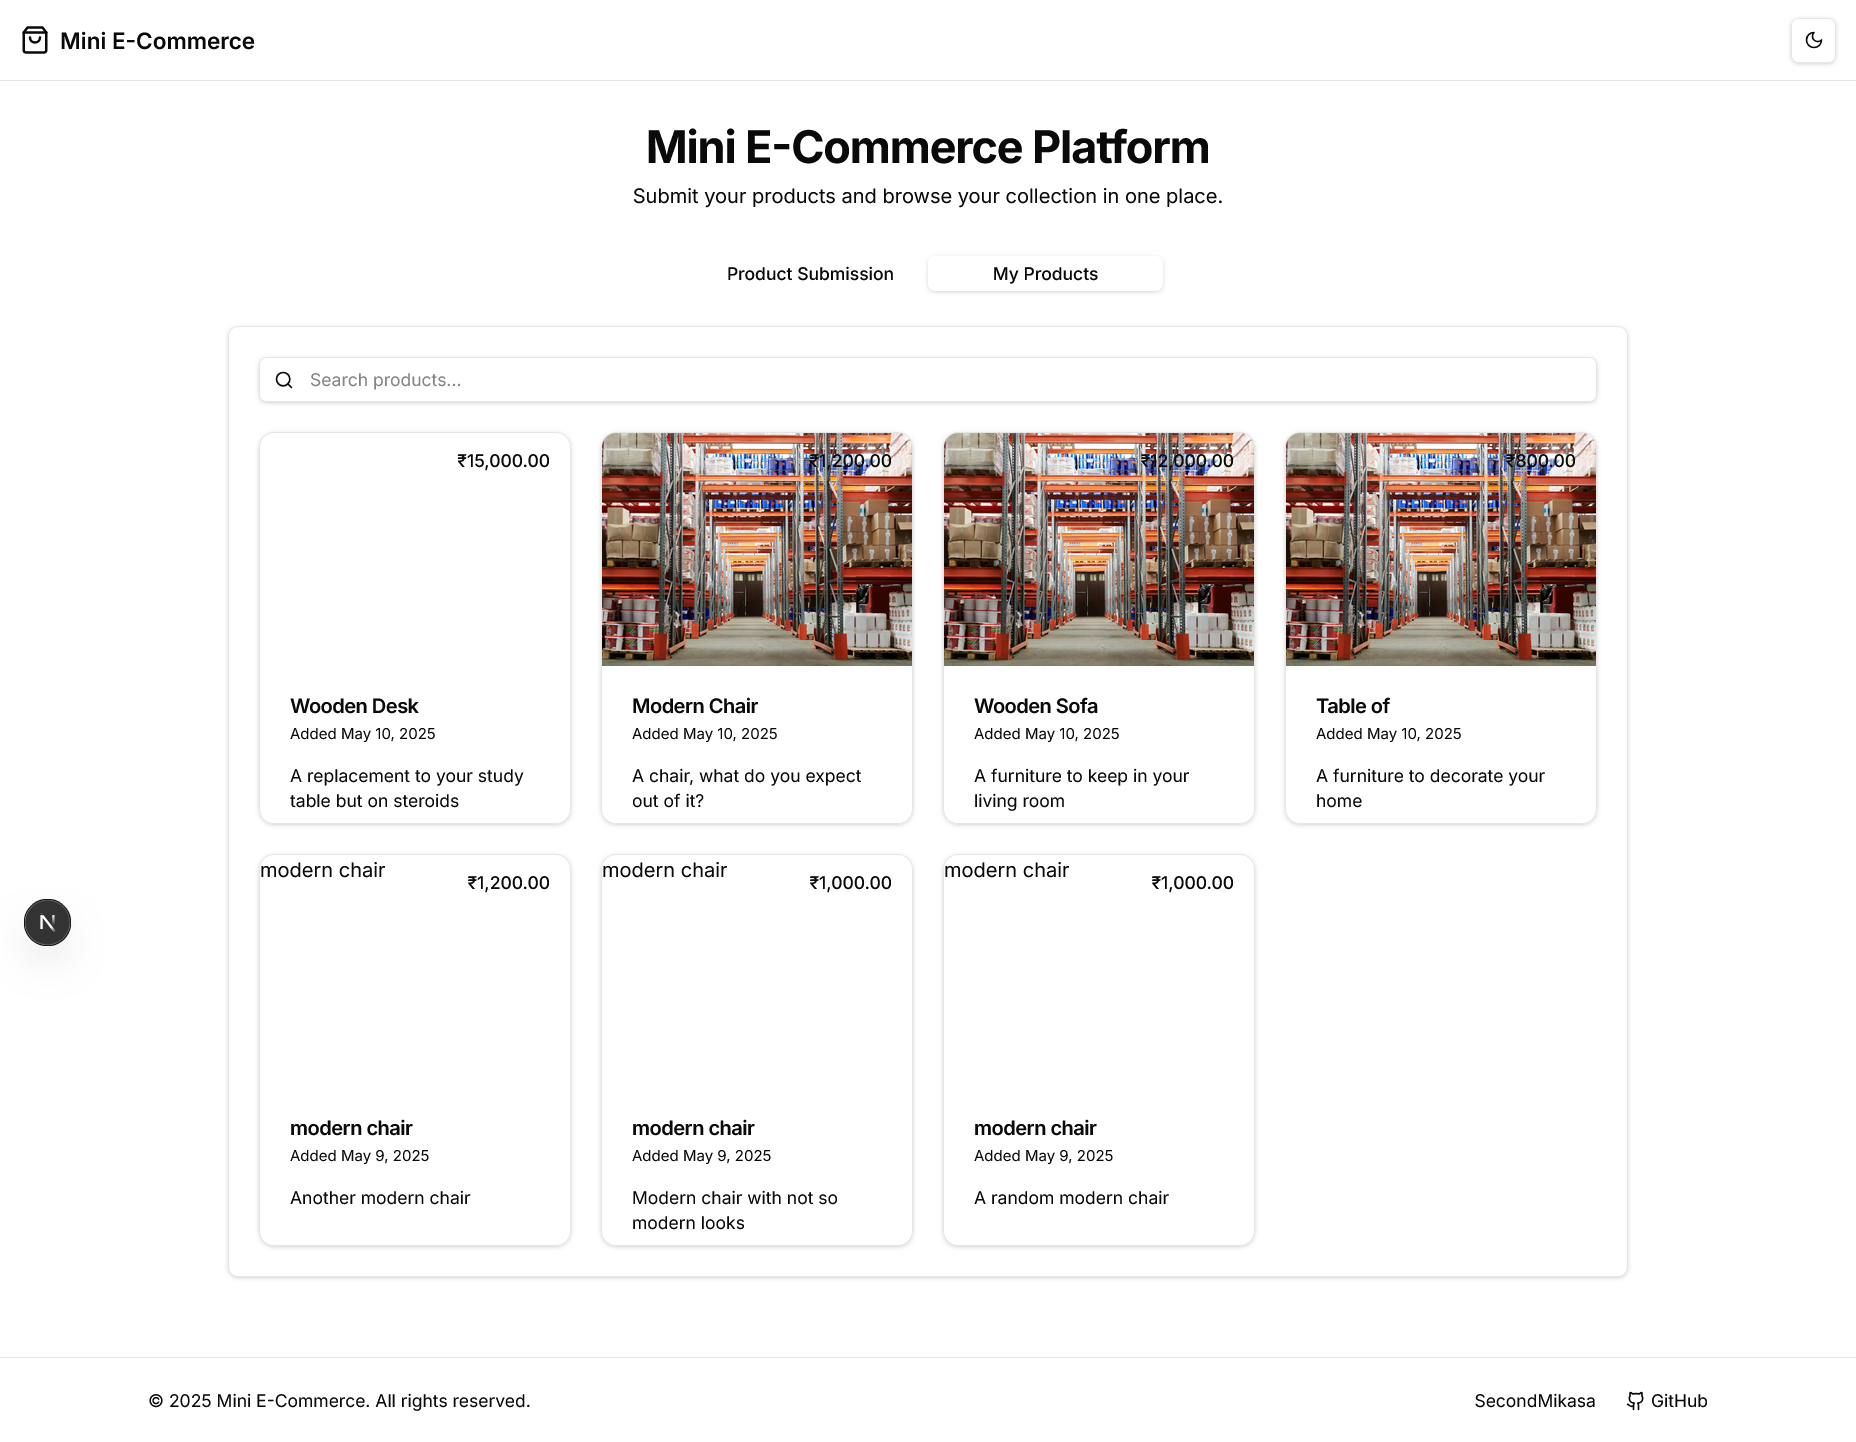 Mini E-Commerce
Mini E-Commerce Platform
Submit your products and browse your collection in one place.
Product Submission
My Products
Search products...
₹15,000.00
Wooden Desk
Added May 10, 2025
A replacement to your study
table but on steroids
₹1,200.00
Modern Chair
Added May 10, 2025
A chair, what do you expect
out of it?
₹12,000.00
Wooden Sofa
Added May 10, 2025
A furniture to keep in your
living room
₹800.00
Table of
Added May 10, 2025
A furniture to decorate your
home
modern chair
₹1,200.00
modern chair
Added May 9, 2025
Another modern chair
modern chair
₹1,000.00
modern chair
Added May 9, 2025
Modern chair with not so
modern looks
modern chair
₹1,000.00
modern chair
Added May 9, 2025
A random modern chair
N
© 2025 Mini E-Commerce. All rights reserved.
SecondMikasa
GitHub